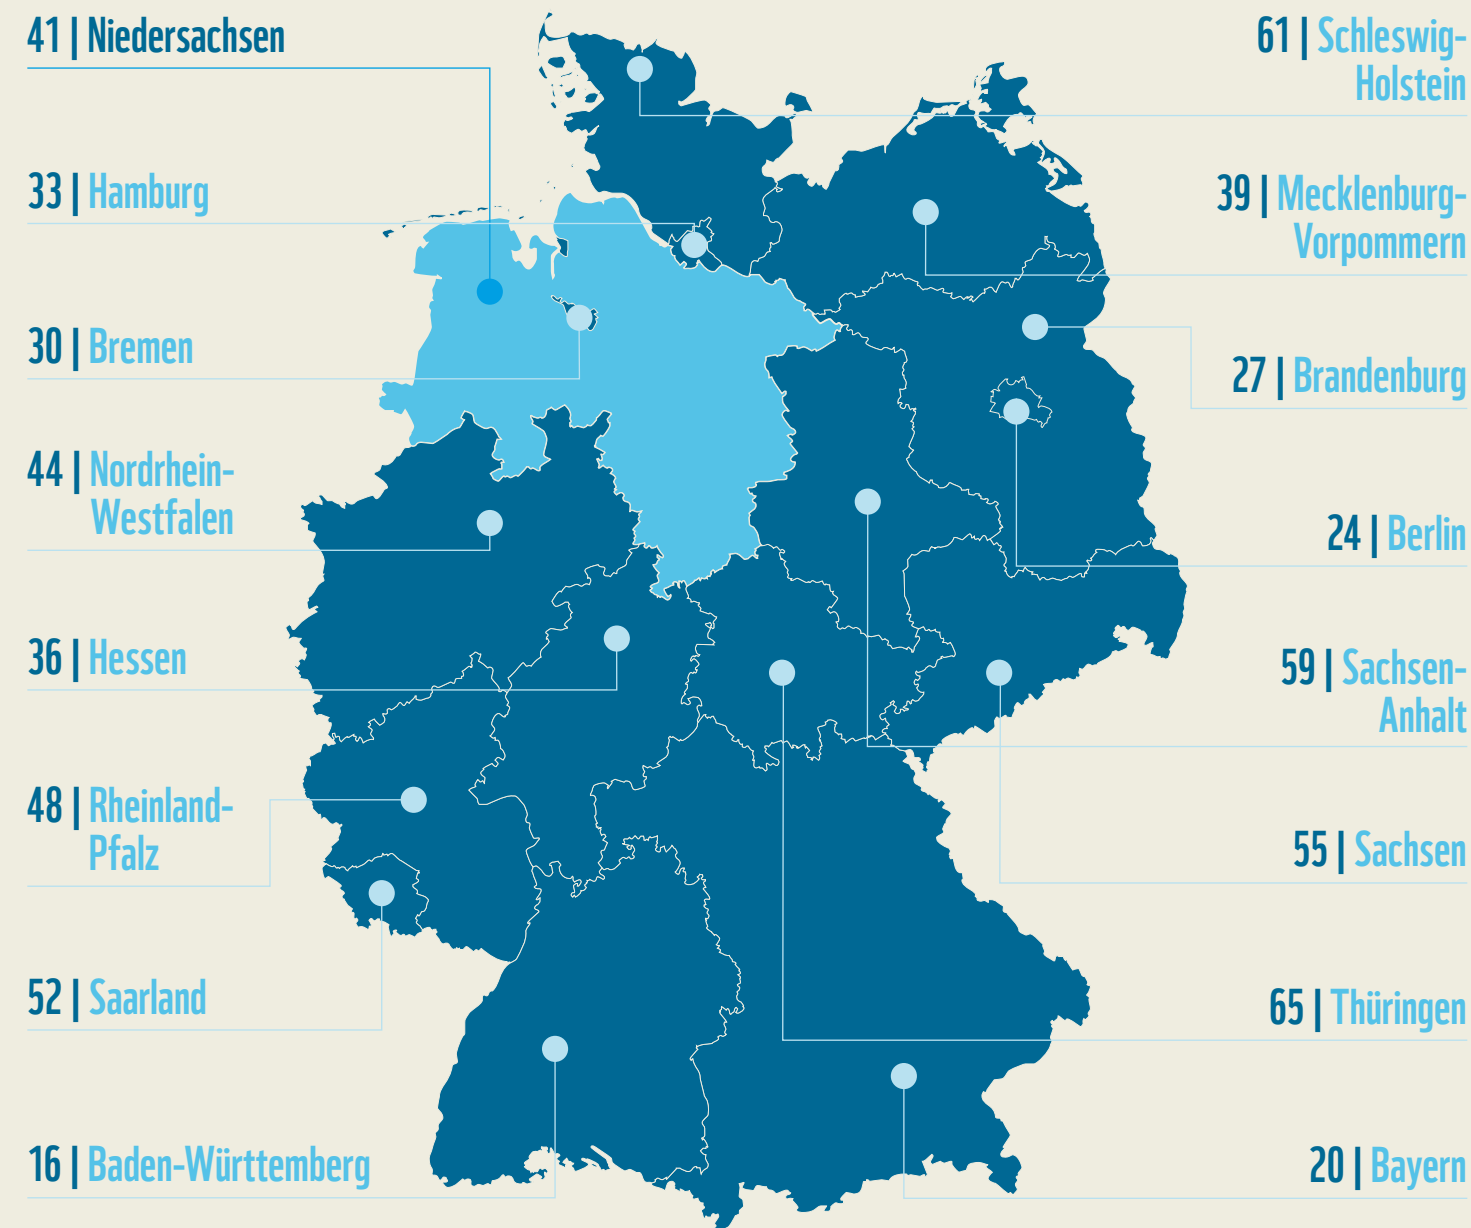 41 | Niedersachsen
33 | Hamburg
30 | Bremen
44 | Nordrhein-
Westfalen
36 | Hessen
48 | Rheinland-
Pfalz
52 | Saarland
16 | Baden-Württemberg
61 | Schleswig-
Holstein
39 | Mecklenburg-
Vorpommern
27 | Brandenburg
24 | Berlin
59 | Sachsen-
Anhalt
55 | Sachsen
65 | Thüringen
20 | Bayern